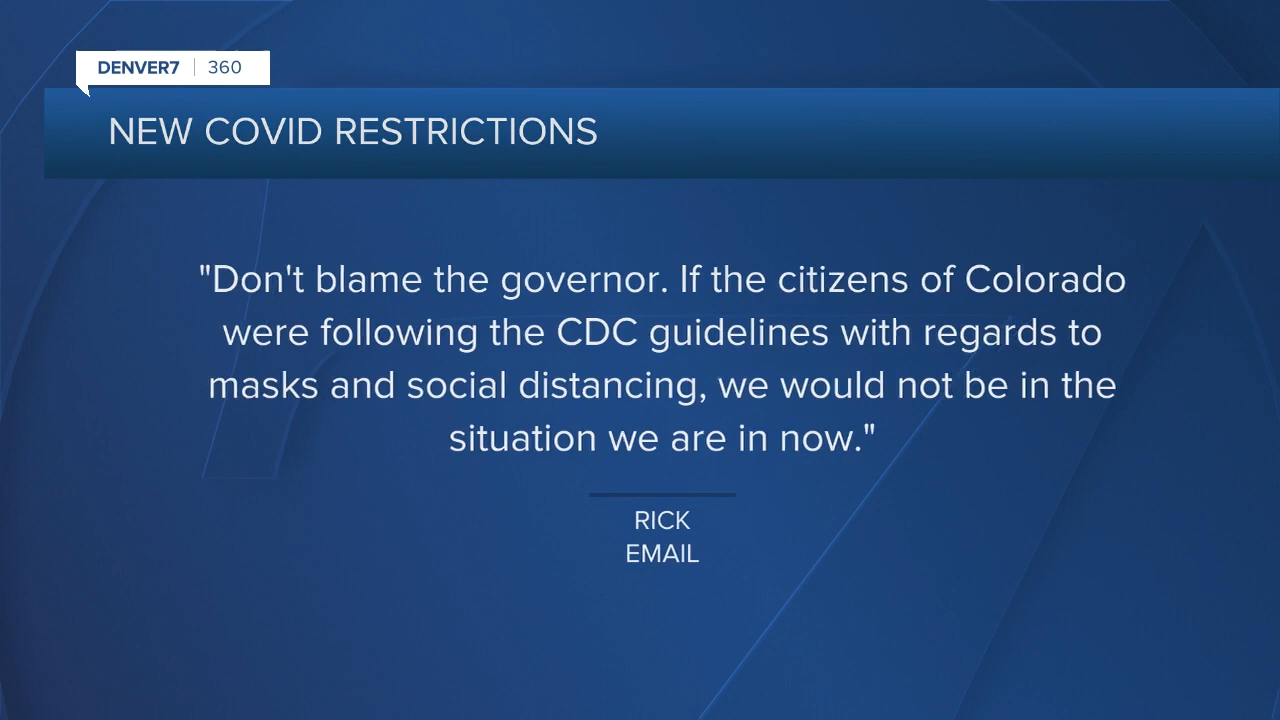 DENVER7 | 360
NEW COVID RESTRICTIONS
"Don't blame the governor. If the citizens of Colorado
were following the CDC guidelines with regards to
masks and social distancing, we would not be in the
situation we are in now."
RICK
EMAIL